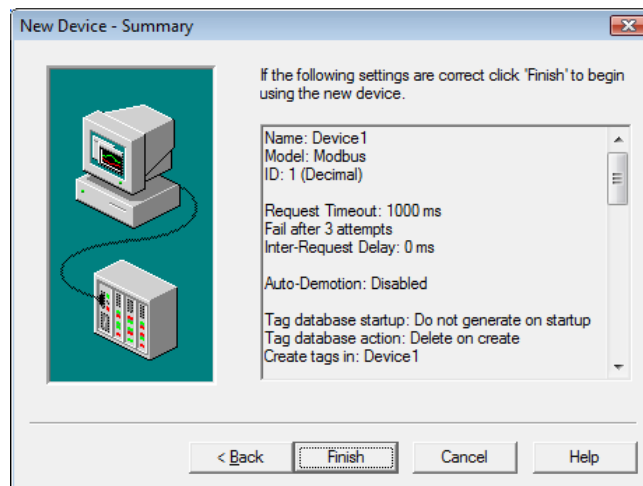 New Device - Summary
If the following settings are correct click 'Finish' to begin
using the new device.
Name: Device1
Model: Modbus
ID: 1 (Decimal)
Request Timeout: 1000 ms
Fail after 3 attempts
Inter-Request Delay: 0 ms
Auto-Demotion: Disabled
Tag database startup: Do not generate on startup
Tag database action: Delete on create
Create tags in: Device1
< Back
Finish
Cancel
Help